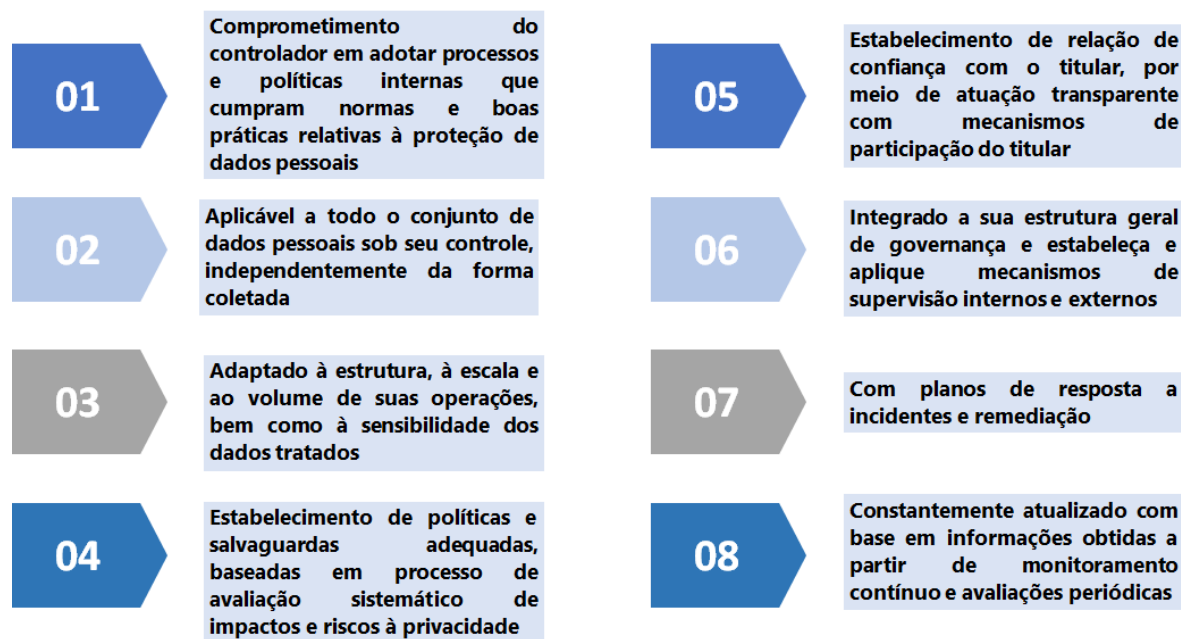 01
Comprometimento do
controlador em adotar processos
e políticas internas que
cumpram normas e boas
práticas relativas à proteção de
dados pessoais
02
Aplicável a todo o conjunto de
dados pessoais sob seu controle,
independentemente da forma
coletada
03
Adaptado à estrutura, à escala e
ao volume de suas operações,
bem como à sensibilidade dos
dados tratados
04
Estabelecimento de políticas e
salvaguardas adequadas,
baseadas em processo de
avaliação sistemático de
impactos e riscos à privacidade
05
Estabelecimento de relação de
confiança com o titular, por
meio de atuação transparente
com mecanismos de
participação do titular
06
Integrado a sua estrutura geral
de governança e estabeleça e
aplique mecanismos de
supervisão internos e externos
07
Com planos de resposta a
incidentes e remediação
08
Constantemente atualizado com
base em informações obtidas a
partir de monitoramento
contínuo e avaliações periódicas